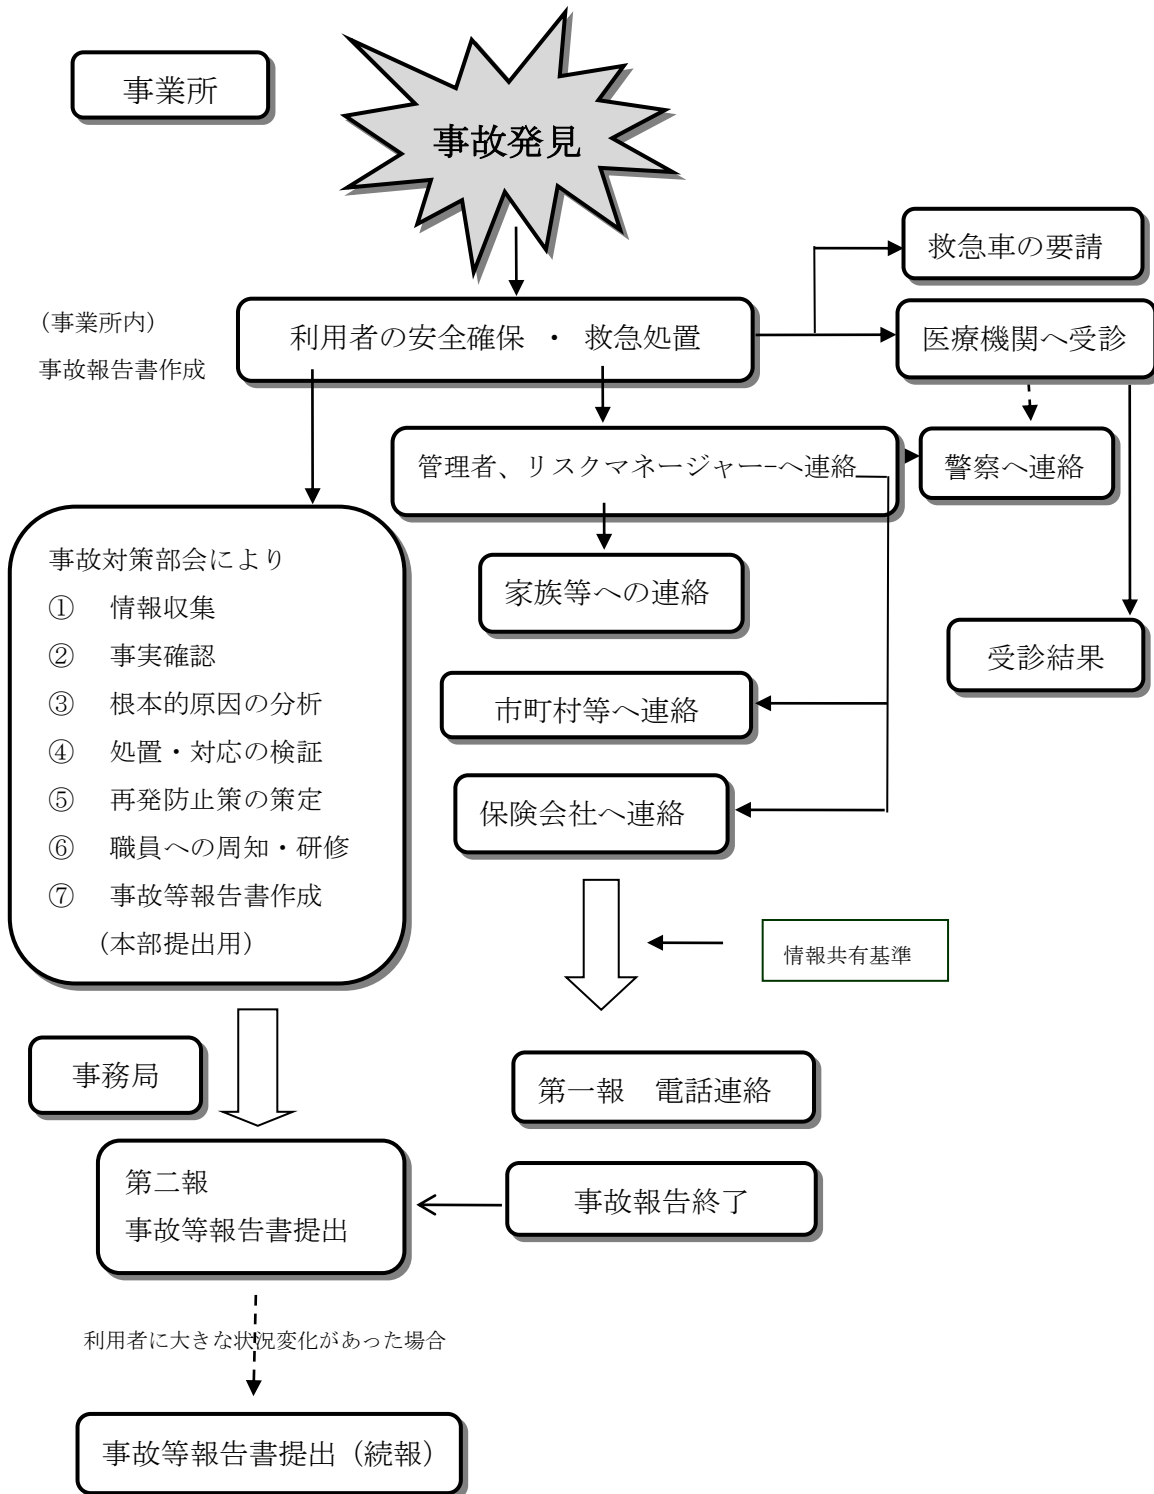 事業所
事故発見
救急車の要請
(事業所内)
事故報告書作成
利用者の安全確保 ・ 救急処置
医療機関へ受診
管理者、リスクマネージャー-へ連絡
警察へ連絡
家族等への連絡
受診結果
市町村等へ連絡
保険会社へ連絡
事故対策部会により
① 情報収集
② 事実確認
③ 根本的原因の分析
④ 処置・対応の検証
⑤ 再発防止策の策定
⑥ 職員への周知・研修
⑦ 事故等報告書作成
(本部提出用)
情報共有基準
事務局
第一報 電話連絡
第二報
事故等報告書提出
事故報告終了
利用者に大きな状況変化があった場合
事故等報告書提出(続報)